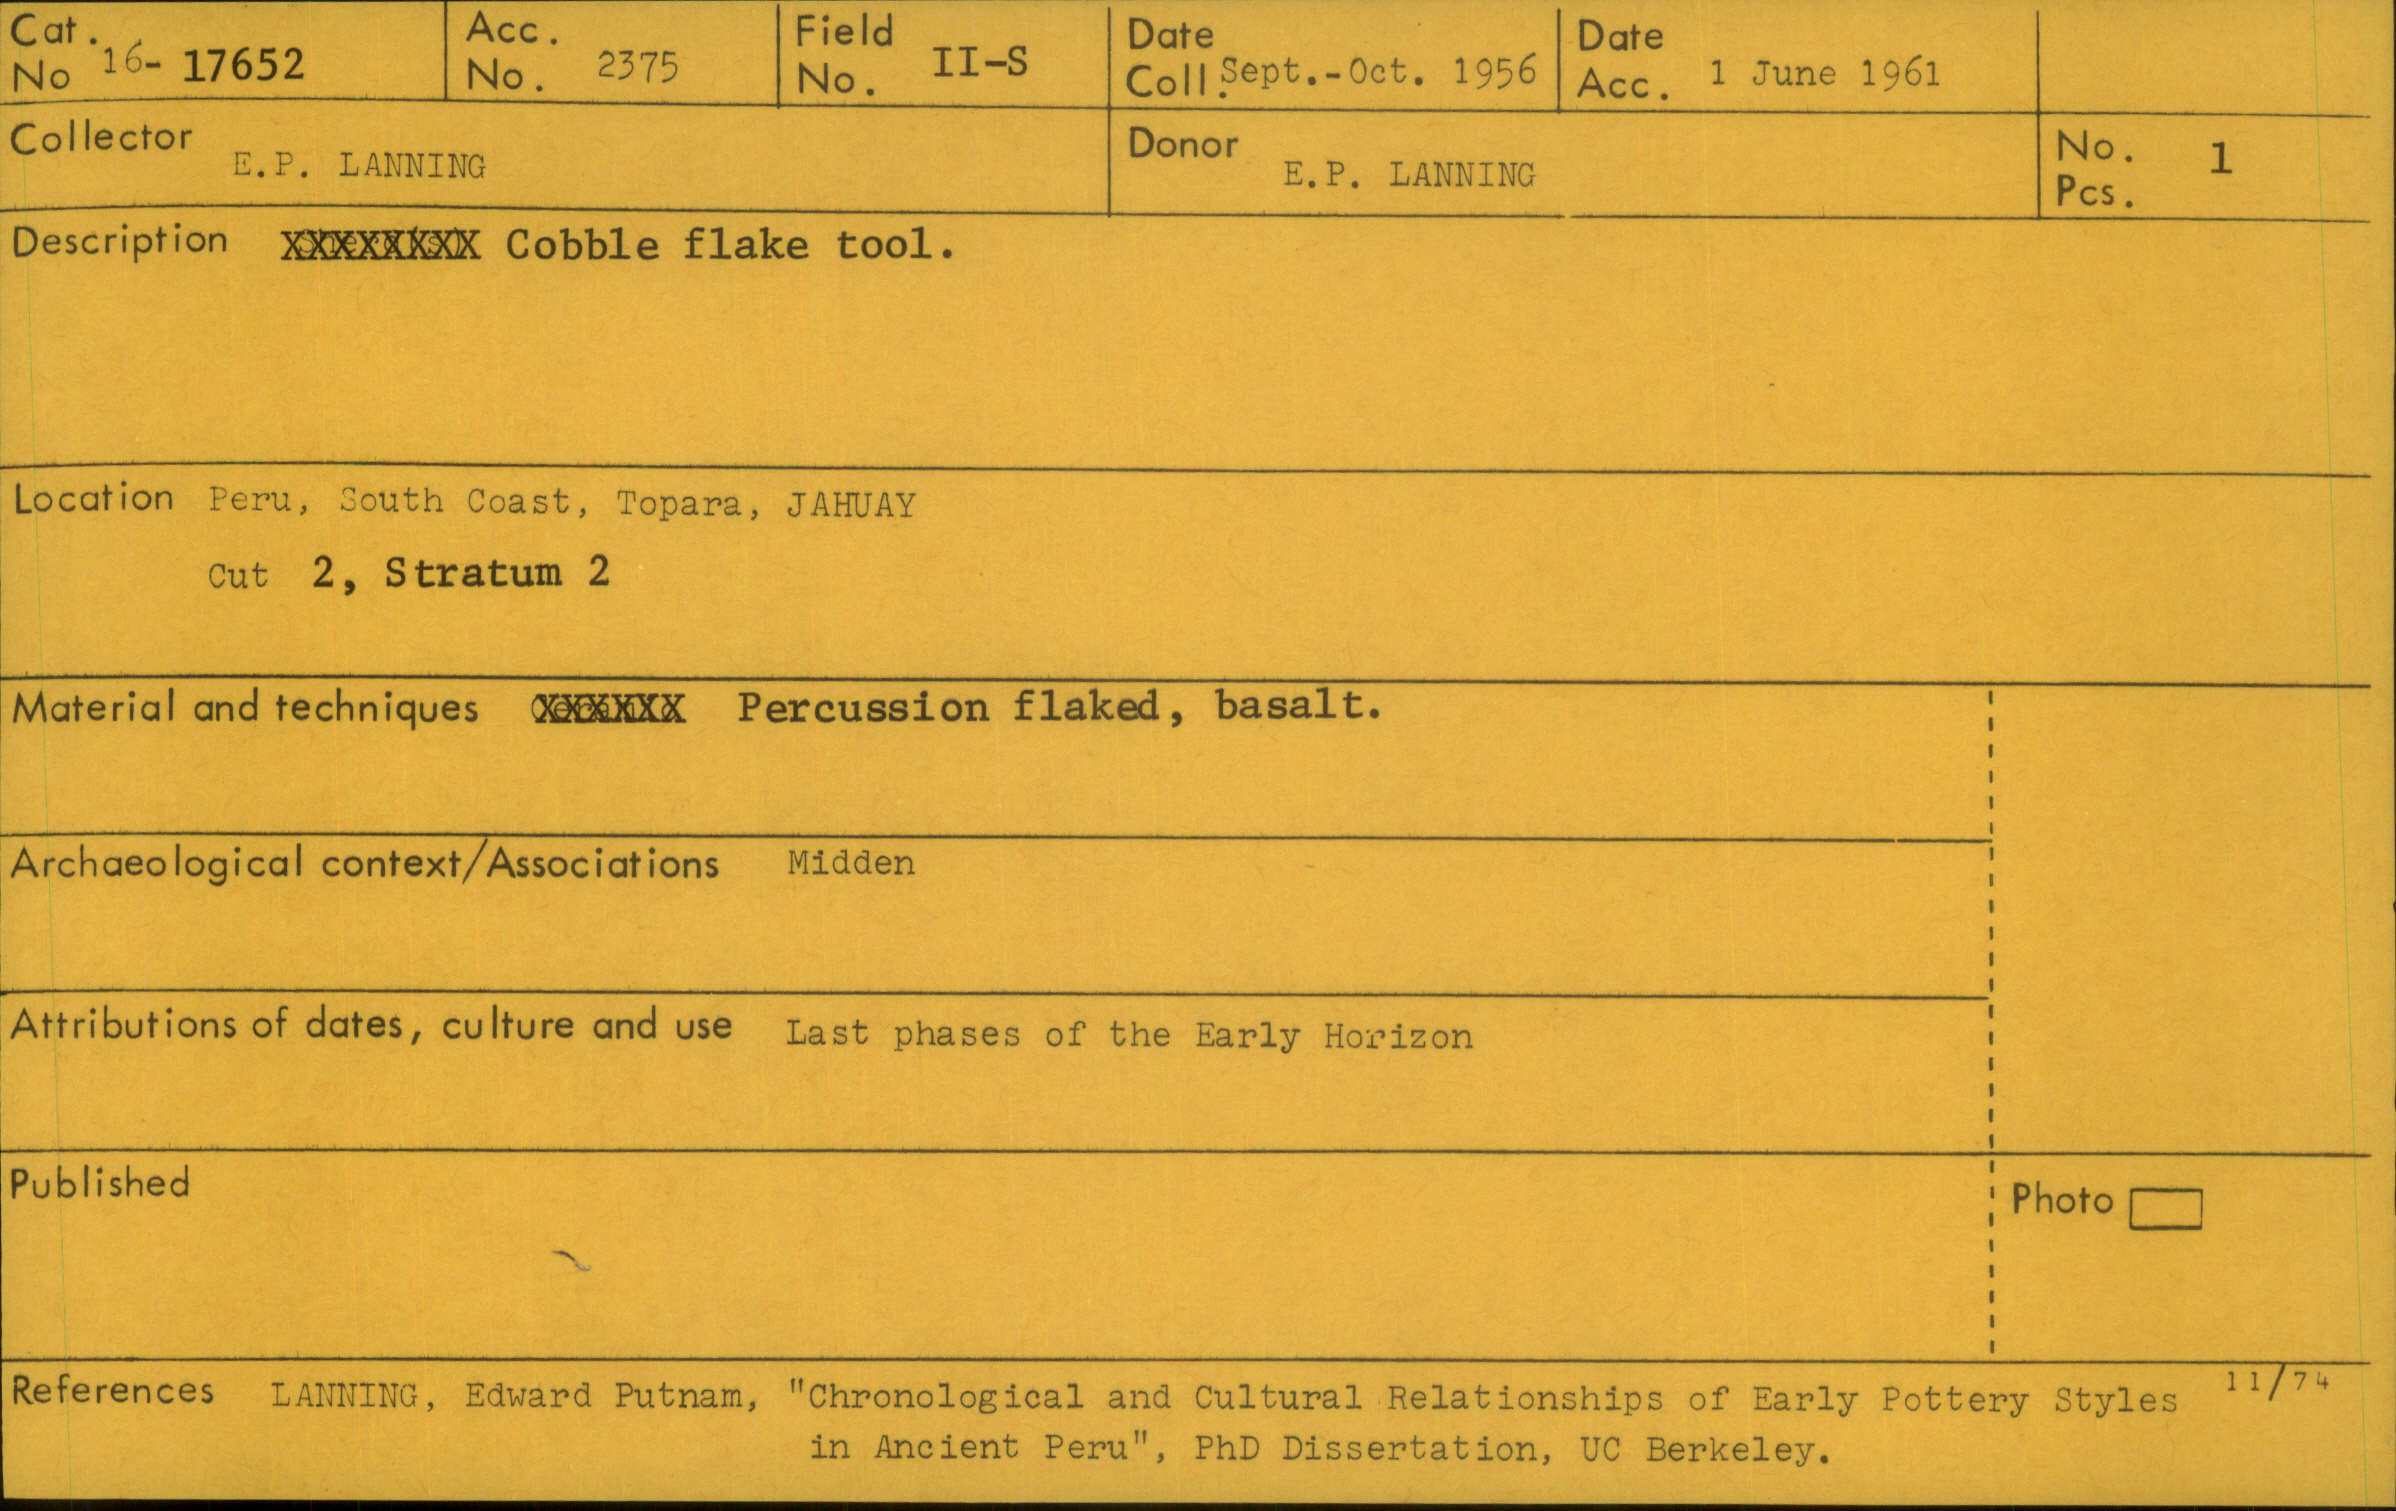 Cat. No 16- 17652
Acc. No. 2375
Field No. II-S
Date Coll. Sept.-Oct. 1956
Date Acc. 1 June 1961
Collector E.P. LANNING
Donor E.P. LANNING
No. Pcs. 1
Description XXXXXXXX Cobble flake tool.
Location Peru, South Coast, Topara, JAHUAY
Cut 2, Stratum 2
Material and techniques XXXXXX Percussion flaked, basalt.
Archaeological context/Associations Midden
Attributions of dates, culture and use Last phases of the Early Horizon
Published
Photo
References LANNING, Edward Putnam, "Chronological and Cultural Relationships of Early Pottery Styles
in Ancient Peru", PhD Dissertation, UC Berkeley.
11/74